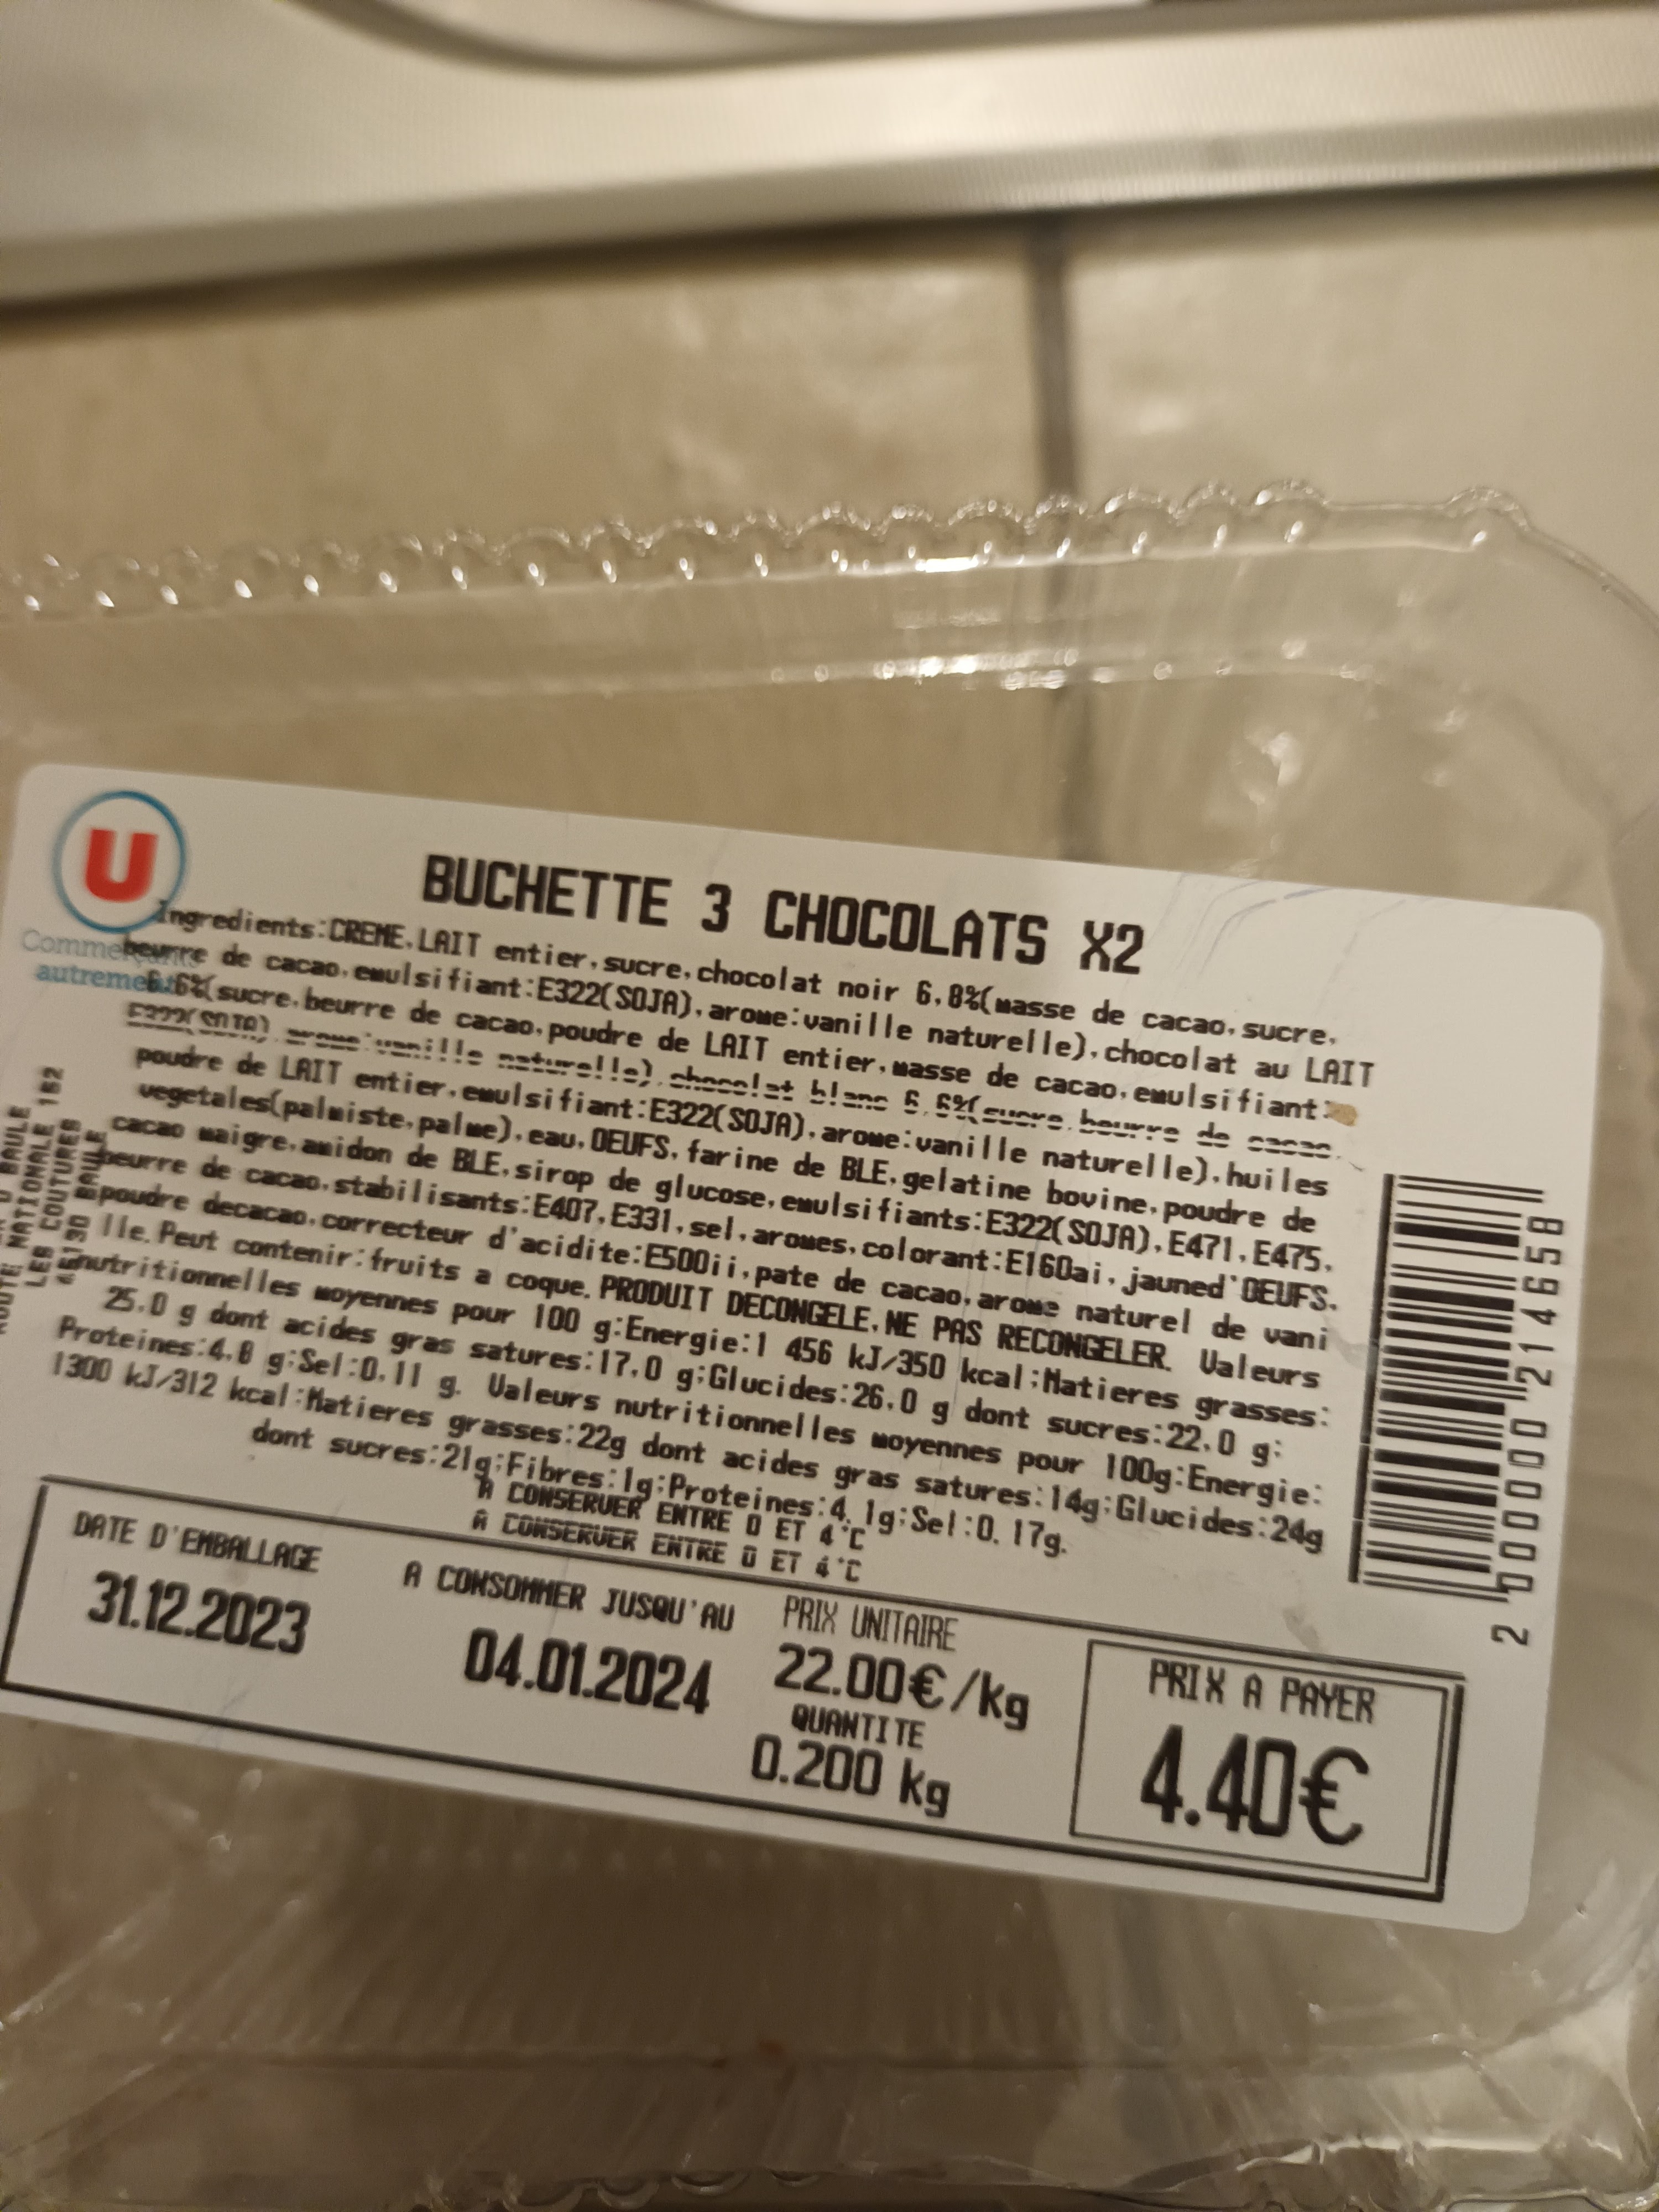 U
Commerçants
autrement
BUCHETTE 3 CHOCOLATS X2
Ingredients:CREME,LAIT entier,sucre,chocolat noir 6,8%(masse de cacao,sucre,
beurre de cacao,emulsifiant:E322(SOJA),arome:vanille naturelle),chocolat au LAIT
6,6%(sucre,beurre de cacao,poudre de LAIT entier,masse de cacao,emulsifiant:
E322(SOJA),arome:vanille naturelle),chocolat blanc 6,6%(sucre,beurre de cacao,
poudre de LAIT entier,emulsifiant:E322(SOJA),arome:vanille naturelle),huiles
vegetales(palmiste,palme),eau,OEUFS,farine de BLE,gelatine bovine,poudre de
cacao maigre,amidon de BLE,sirop de glucose,emulsifiants:E322(SOJA),E471,E475,
beurre de cacao,stabilisants:E407,E331,sel,aromes,colorant:E160ai,jauned'OEUFS,
poudre decacao,correcteur d'acidite:E500ii,pate de cacao,arome naturel de vani
lle.Peut contenir:fruits a coque. PRODUIT DECONGELE,NE PAS RECONGELER. Valeurs
nutritionnelles moyennes pour 100 g:Energie:1 456 kJ/350 kcal;Matieres grasses:
25.0 g dont acides gras satures:17.0 g;Glucides:26.0 g dont sucres:22.0 g;
Proteines:4.8 g;Sel:0.11 g. Valeurs nutritionnelles moyennes pour 100g:Energie:
1300 kJ/312 kcal;Matieres grasses:22g dont acides gras satures:14g;Glucides:24g
dont sucres:21g;Fibres:1g;Proteines:4.1g;Sel:0.17g.
A CONSERVER ENTRE 0 ET 4°C
A CONSERVER ENTRE 0 ET 4°C
DATE D'EMBALLAGE
31.12.2023
A CONSOMMER JUSQU'AU
04.01.2024
PRIX UNITAIRE
22.00€/kg
QUANTITE
0.200 kg
PRIX A PAYER
4.40€
2 000000 214658
U BAULE
ROUTE NATIONALE 152
LES COUTURES
45130 BAULE